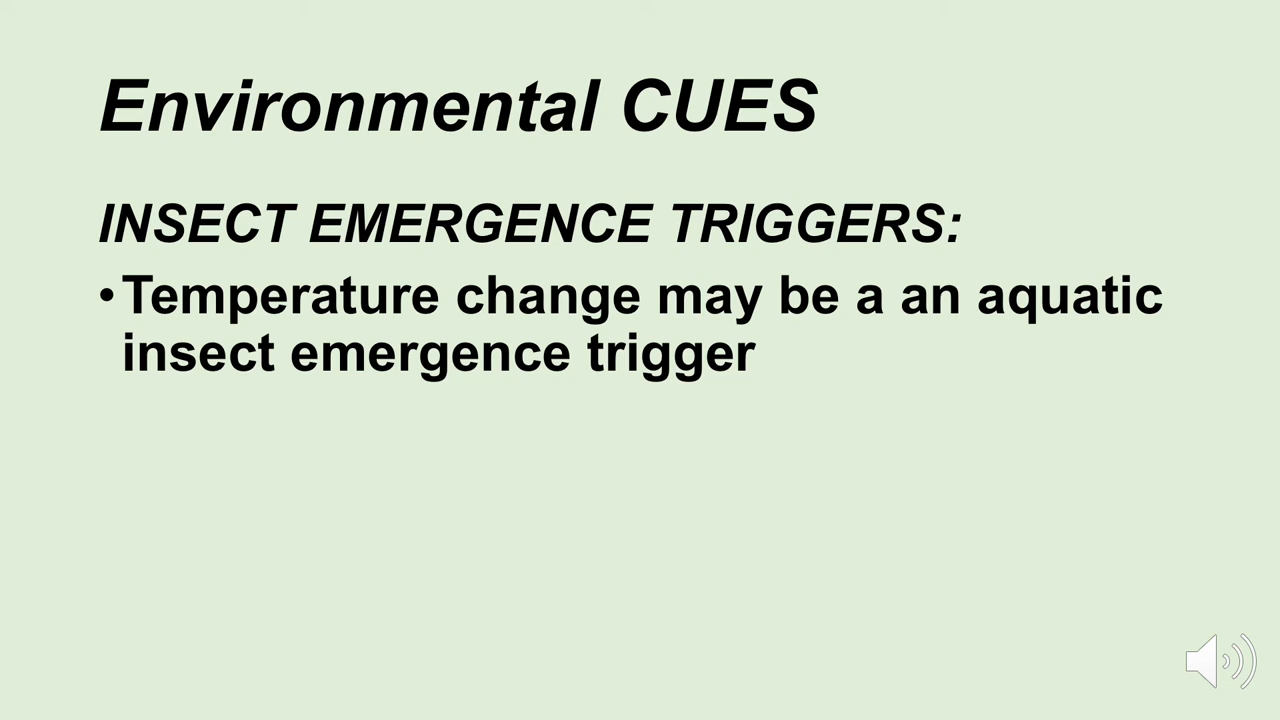 Environmental CUES
INSECT EMERGENCE TRIGGERS:
• Temperature change may be a an aquatic
insect emergence trigger